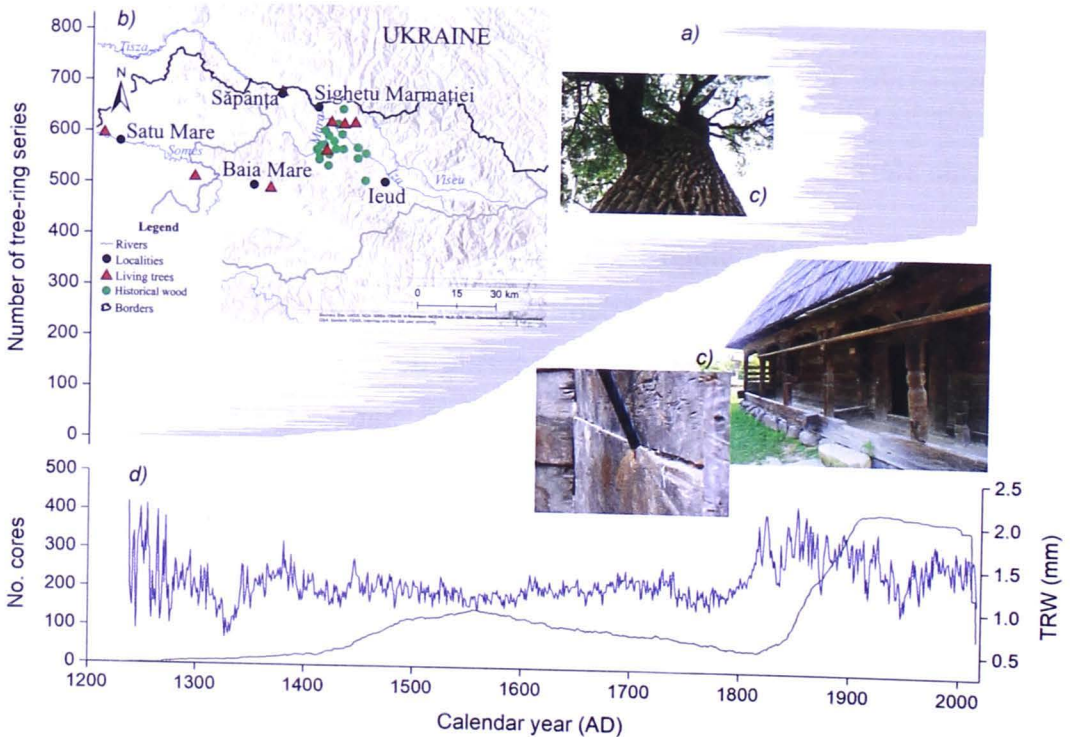 b)
UKRAINE
a)
Tisza
N
Săpânța
Sighetu Marmației
Satu Mare
Someș
Baia Mare
Vișeu
Ieud
Legend
Rivers
Localities
Living trees
Historical wood
Borders
0 15 30 km
c)
c)
Number of tree-ring series
800
700
600
500
400
300
200
100
0
d)
No. cores
500
400
300
200
100
0
TRW (mm)
2.5
2.0
1.5
1.0
0.5
1200 1300 1400 1500 1600 1700 1800 1900 2000
Calendar year (AD)